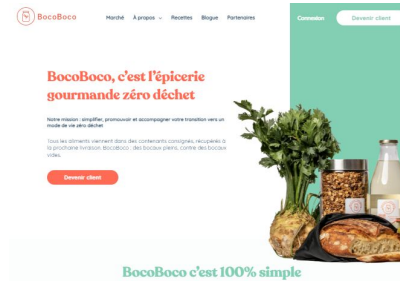 BocoBoco
Marché À propos Recettes Blogue Partenaires
Connexion
Devenir client
BocoBoco, c'est l'épicerie
gourmande zéro déchet
Notre mission : simplifier, promouvoir et accompagner votre transition vers un
mode de vie zéro déchet
Tous les aliments viennent dans des contenants consignés, récupérés à
la prochaine livraison. BocoBoco : des bocaux pleins, contre des bocaux
vides.
Devenir client
BocoBoco c'est 100% simple